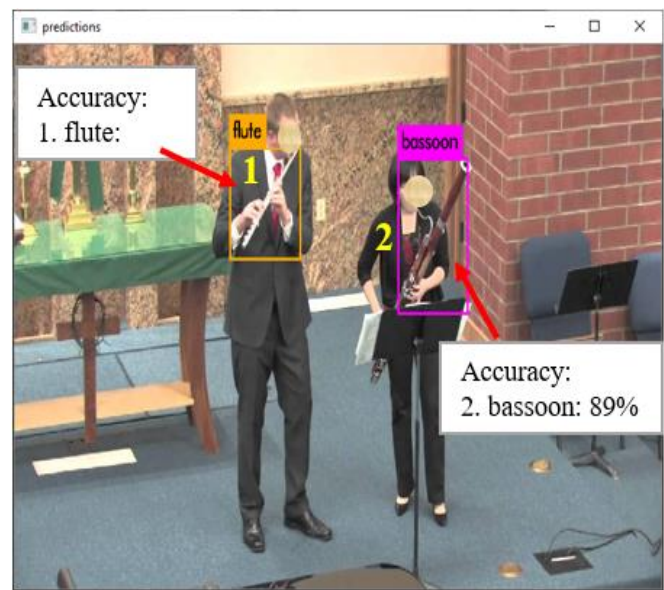 predictions
Accuracy:
1. flute:
flute
1
bassoon
2
Accuracy:
2. bassoon: 89%